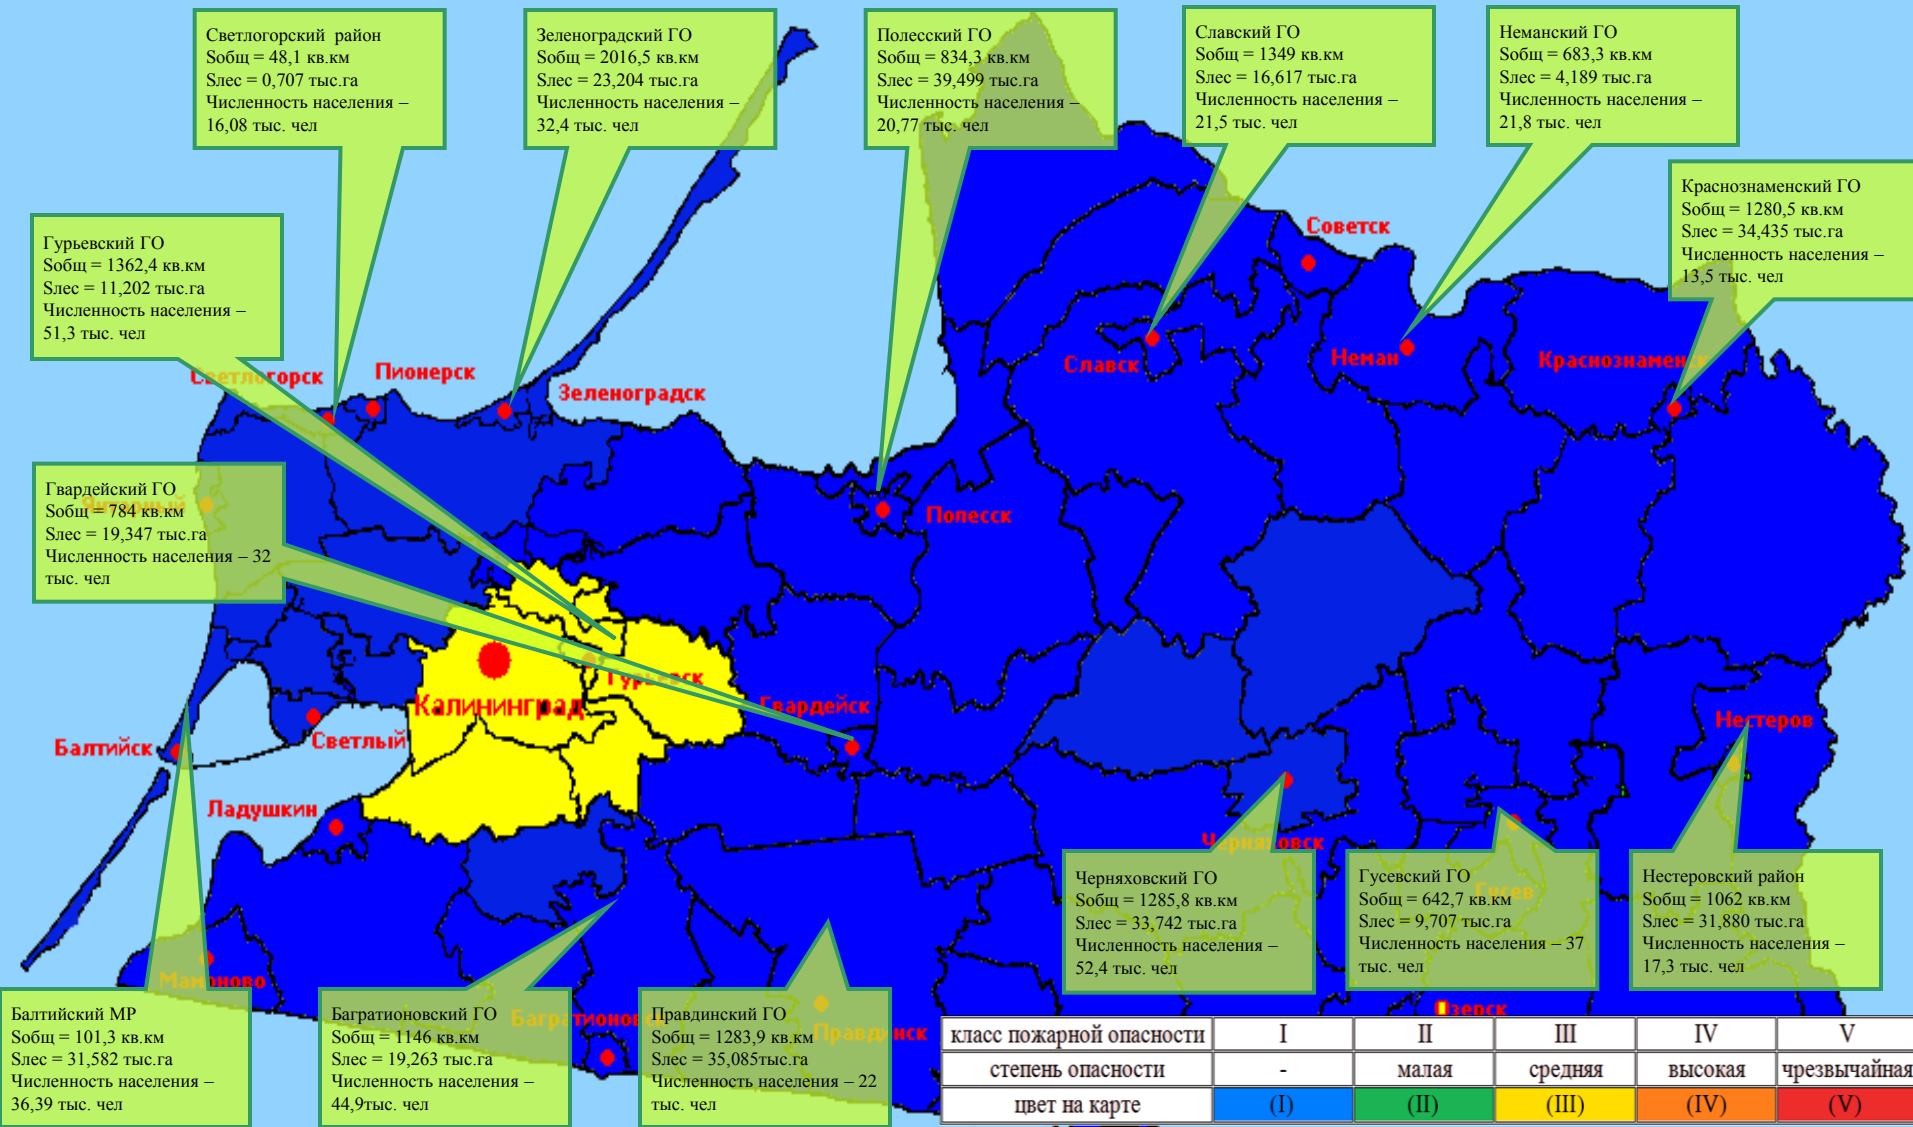 Светлогорский район
Sобщ = 48,1 кв.км
Sлес = 0,707 тыс.га
Численность населения –
16,08 тыс. чел
Зеленоградский ГО
Sобщ = 2016,5 кв.км
Sлес = 23,204 тыс.га
Численность населения –
32,4 тыс. чел
Полесский ГО
Sобщ = 834,3 кв.км
Sлес = 39,499 тыс.га
Численность населения –
20,77 тыс. чел
Славский ГО
Sобщ = 1349 кв.км
Sлес = 16,617 тыс.га
Численность населения –
21,5 тыс. чел
Неманский ГО
Sобщ = 683,3 кв.км
Sлес = 4,189 тыс.га
Численность населения –
21,8 тыс. чел
Краснознаменский ГО
Sобщ = 1280,5 кв.км
Sлес = 34,435 тыс.га
Численность населения –
13,5 тыс. чел
Гурьевский ГО
Sобщ = 1362,4 кв.км
Sлес = 11,202 тыс.га
Численность населения –
51,3 тыс. чел
Советск
Славск
Неман
Краснознаменск
Светлогорск
Пионерск
Зеленоградск
Гвардейский ГО
Sобщ = 784 кв.км
Sлес = 19,347 тыс.га
Численность населения – 32
тыс. чел
Янтарный
Полесск
Гурьевск
Калининград
Гвардейск
Нестеров
Балтийск
Светлый
Ладушкин
Черняховск
Гусев
Мамоново
Багратионовск
Правдинск
Озерск
Черняховский ГО
Sобщ = 1285,8 кв.км
Sлес = 33,742 тыс.га
Численность населения –
52,4 тыс. чел
Гусевский ГО
Sобщ = 642,7 кв.км
Sлес = 9,707 тыс.га
Численность населения – 37
тыс. чел
Нестеровский район
Sобщ = 1062 кв.км
Sлес = 31,880 тыс.га
Численность населения –
17,3 тыс. чел
Балтийский МР
Sобщ = 101,3 кв.км
Sлес = 31,582 тыс.га
Численность населения –
36,39 тыс. чел
Багратионовский ГО
Sобщ = 1146 кв.км
Sлес = 19,263 тыс.га
Численность населения –
44,9тыс. чел
Правдинский ГО
Sобщ = 1283,9 кв.км
Sлес = 35,085тыс.га
Численность населения – 22
тыс. чел
класс пожарной опасности I II III IV V
степень опасности - малая средняя высокая чрезвычайная
цвет на карте (I) (II) (III) (IV) (V)